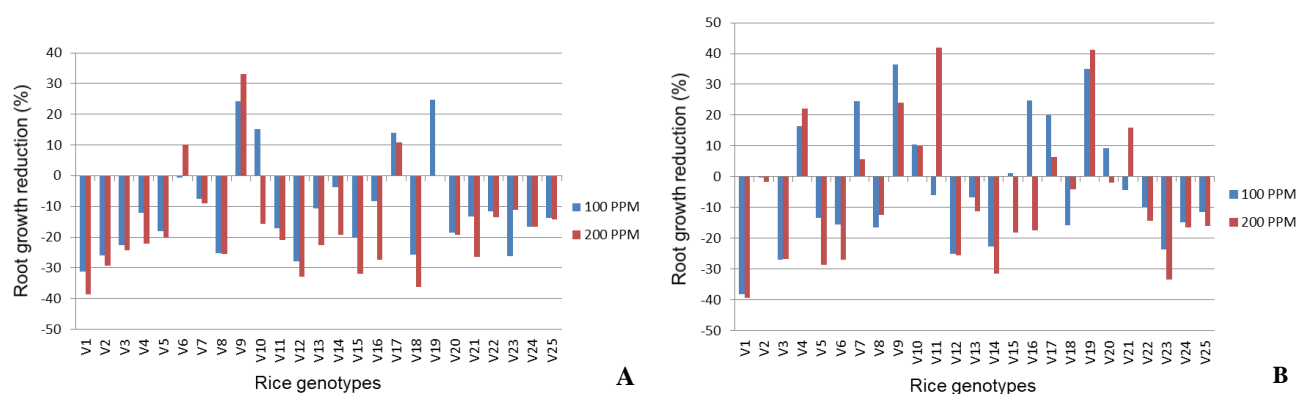 Root growth reduction (%)
40
30
20
10
0
-10
-20
-30
-40
-50
V1 V2 V3 V4 V5 V6 V7 V8 V9 V10 V11 V12 V13 V14 V15 V16 V17 V18 V19 V20 V21 V22 V23 V24 V25
Rice genotypes
100 PPM
200 PPM
A
Root growth reduction (%)
50
40
30
20
10
0
-10
-20
-30
-40
-50
V1 V2 V3 V4 V5 V6 V7 V8 V9 V10 V11 V12 V13 V14 V15 V16 V17 V18 V19 V20 V21 V22 V23 V24 V25
Rice genotypes
100 PPM
200 PPM
B